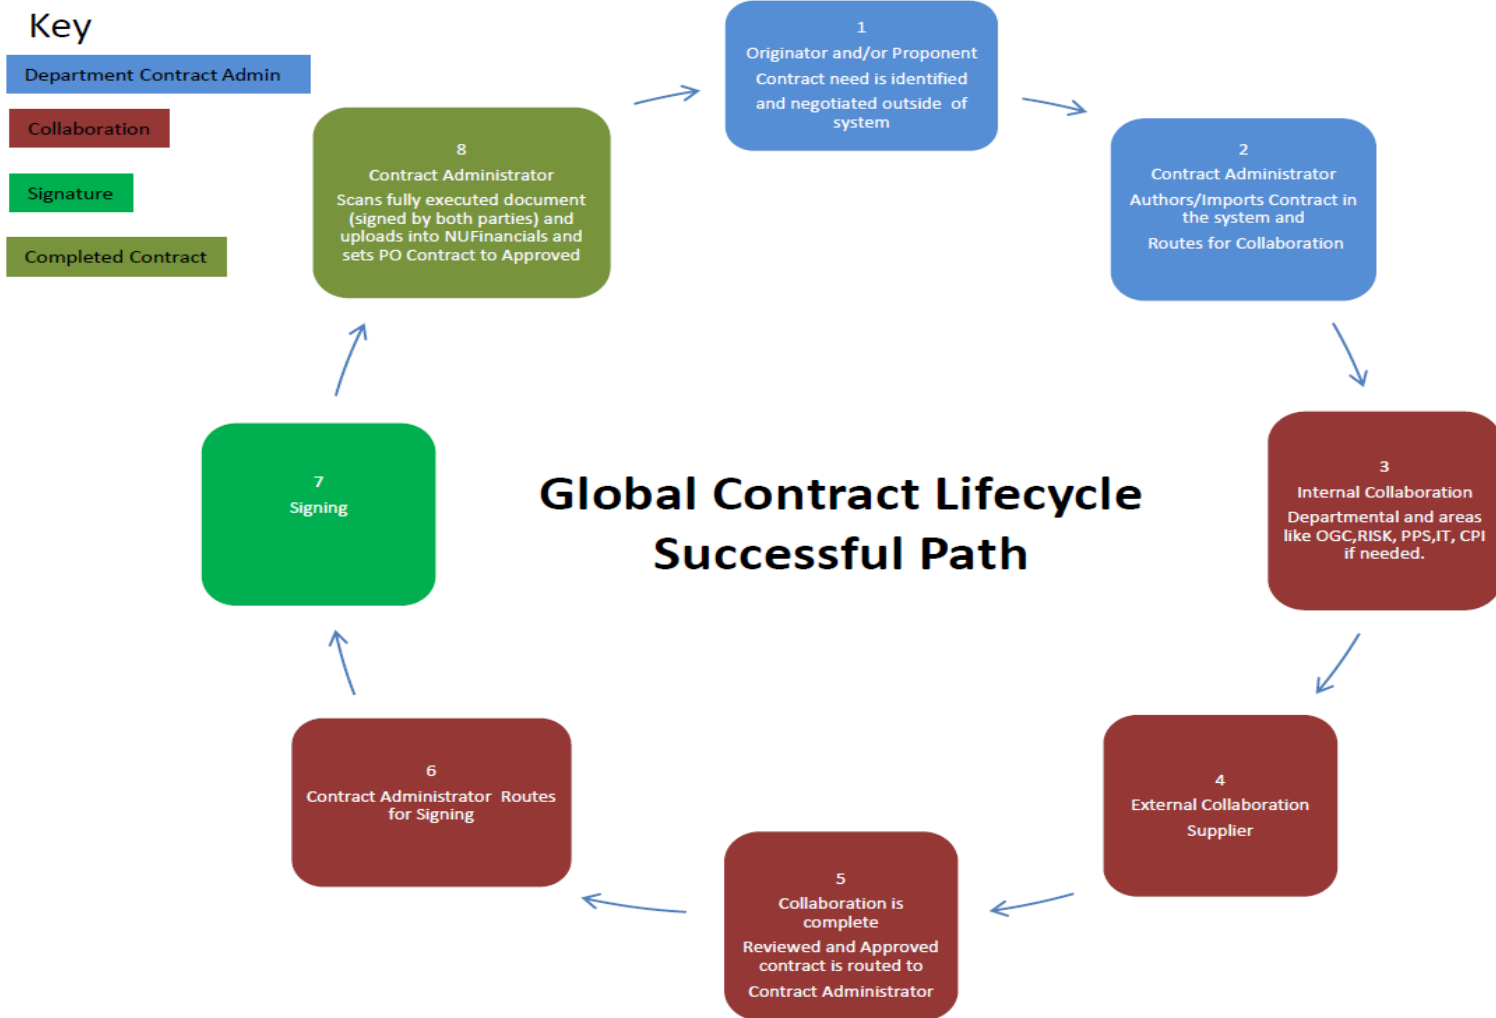 Key
Department Contract Admin
Collaboration
Signature
Completed Contract
1
Originator and/or Proponent
Contract need is identified
and negotiated outside of
system
2
Contract Administrator
Authors/Imports Contract in
the system and
Routes for Collaboration
3
Internal Collaboration
Departmental and areas
like OGC,RISK, PPS,IT, CPI
if needed.
4
External Collaboration
Supplier
5
Collaboration is
complete
Reviewed and Approved
contract is routed to
Contract Administrator
6
Contract Administrator Routes
for Signing
7
Signing
8
Contract Administrator
Scans fully executed document
(signed by both parties) and
uploads into NUFinancials and
sets PO Contract to Approved
Global Contract Lifecycle
Successful Path